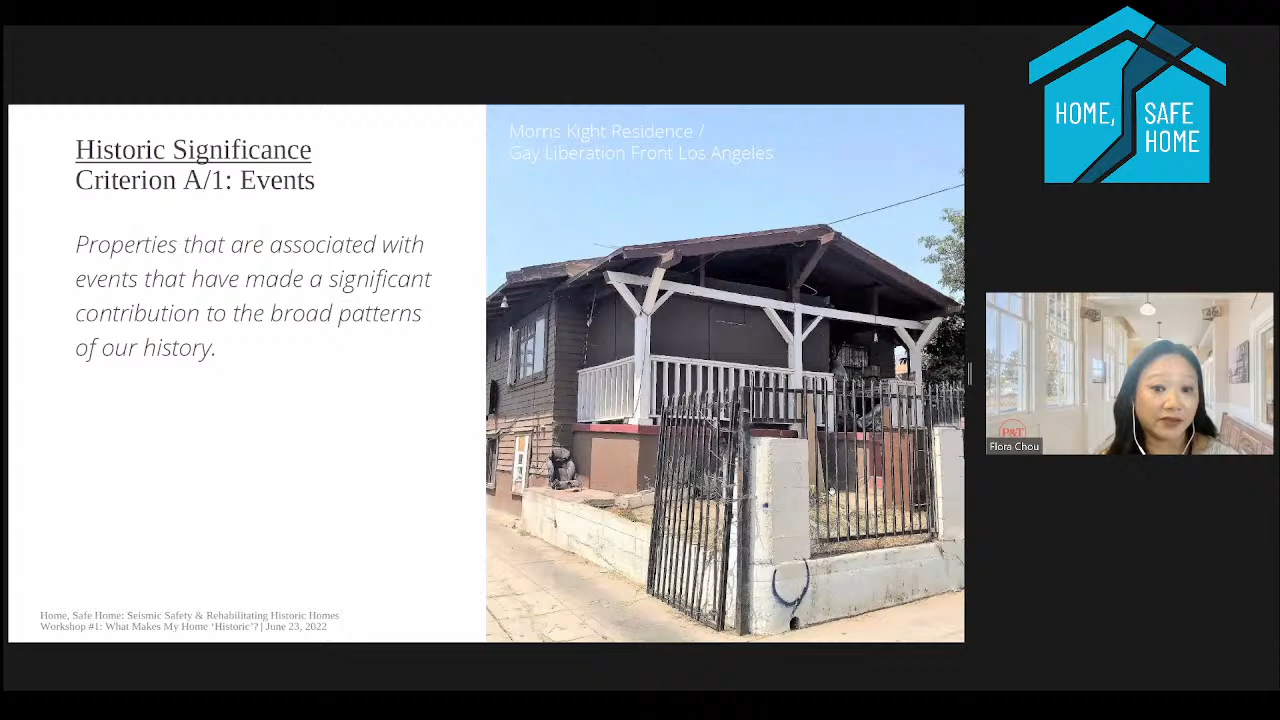 Historic Significance
Criterion A/1: Events
Properties that are associated with
events that have made a significant
contribution to the broad patterns
of our history.
Home, Safe Home: Seismic Safety & Rehabilitating Historic Homes
Workshop #1: What Makes My Home ‘Historic’? | June 23, 2022
Morris Kight Residence /
Gay Liberation Front Los Angeles
HOME, SAFE
HOME
P&T
Flora Chou